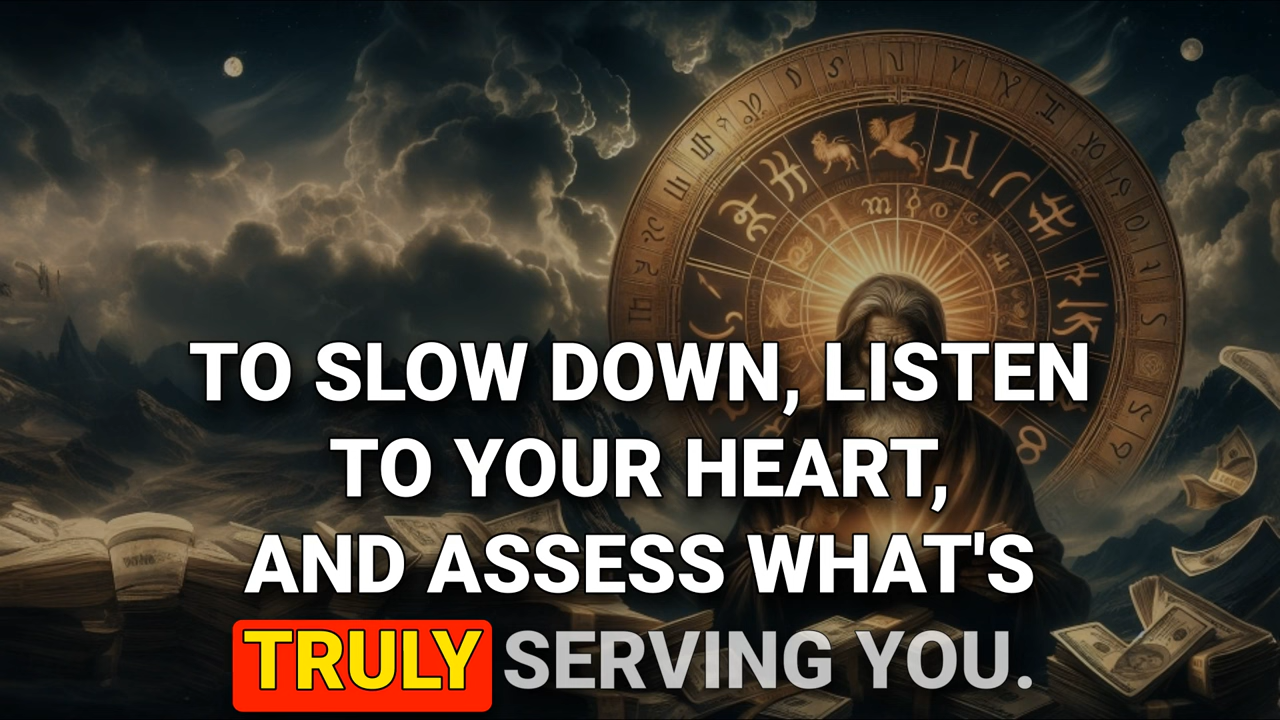 TO SLOW DOWN, LISTEN
TO YOUR HEART,
AND ASSESS WHAT'S
TRULY SERVING YOU.